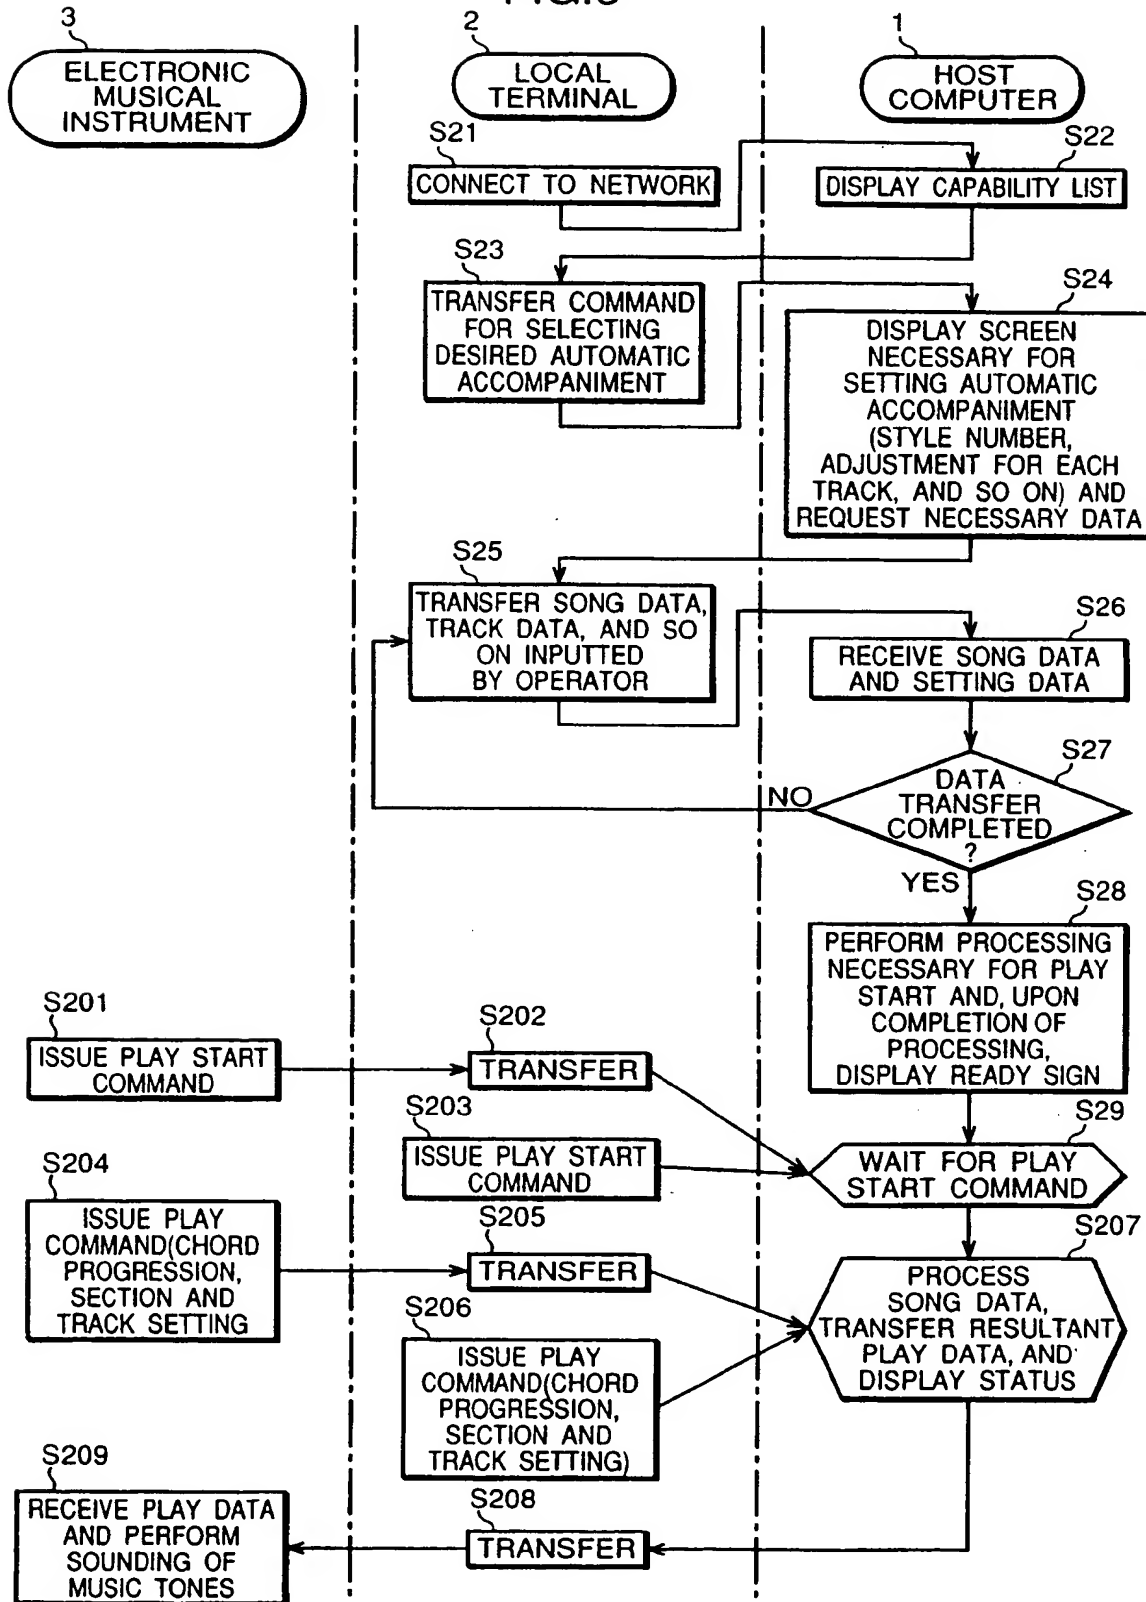 3
ELECTRONIC
MUSICAL
INSTRUMENT
2
LOCAL
TERMINAL
1
HOST
COMPUTER
S21
CONNECT TO NETWORK
S22
DISPLAY CAPABILITY LIST
S23
TRANSFER COMMAND
FOR SELECTING
DESIRED AUTOMATIC
ACCOMPANIMENT
S24
DISPLAY SCREEN
NECESSARY FOR
SETTING AUTOMATIC
ACCOMPANIMENT
(STYLE NUMBER,
ADJUSTMENT FOR EACH
TRACK, AND SO ON) AND
REQUEST NECESSARY DATA
S25
TRANSFER SONG DATA,
TRACK DATA, AND SO
ON INPUTTED
BY OPERATOR
S26
RECEIVE SONG DATA
AND SETTING DATA
S27
DATA
TRANSFER
COMPLETED
?
NO
YES
S28
PERFORM PROCESSING
NECESSARY FOR PLAY
START AND, UPON
COMPLETION OF
PROCESSING,
DISPLAY READY SIGN
S201
ISSUE PLAY START
COMMAND
S202
TRANSFER
S203
ISSUE PLAY START
COMMAND
S29
WAIT FOR PLAY
START COMMAND
S204
ISSUE PLAY
COMMAND(CHORD
PROGRESSION,
SECTION AND
TRACK SETTING
S205
TRANSFER
S206
ISSUE PLAY
COMMAND(CHORD
PROGRESSION,
SECTION AND
TRACK SETTING)
S207
PROCESS
SONG DATA,
TRANSFER RESULTANT
PLAY DATA, AND
DISPLAY STATUS
S208
TRANSFER
S209
RECEIVE PLAY DATA
AND PERFORM
SOUNDING OF
MUSIC TONES